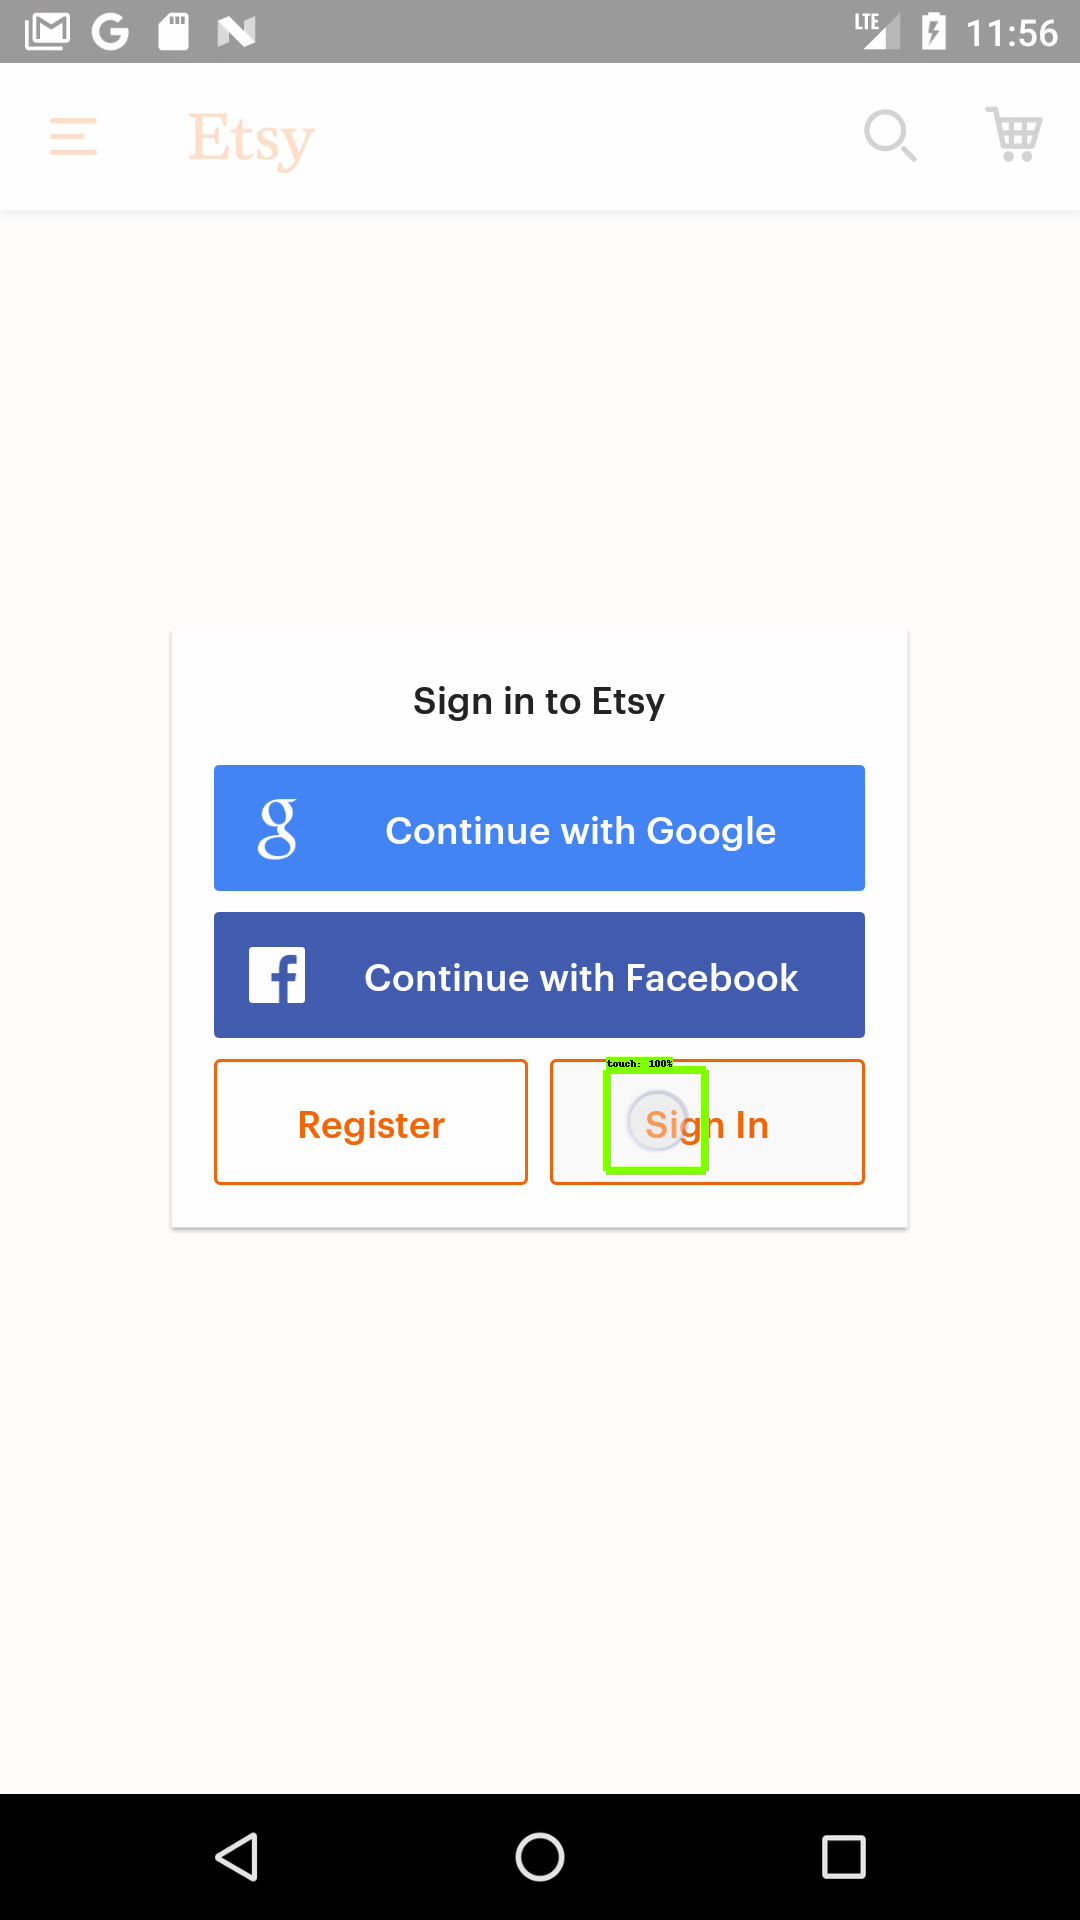 LTE 11:56
Etsy
Sign in to Etsy
Continue with Google
Continue with Facebook
touch: 100%
Register
Sign In